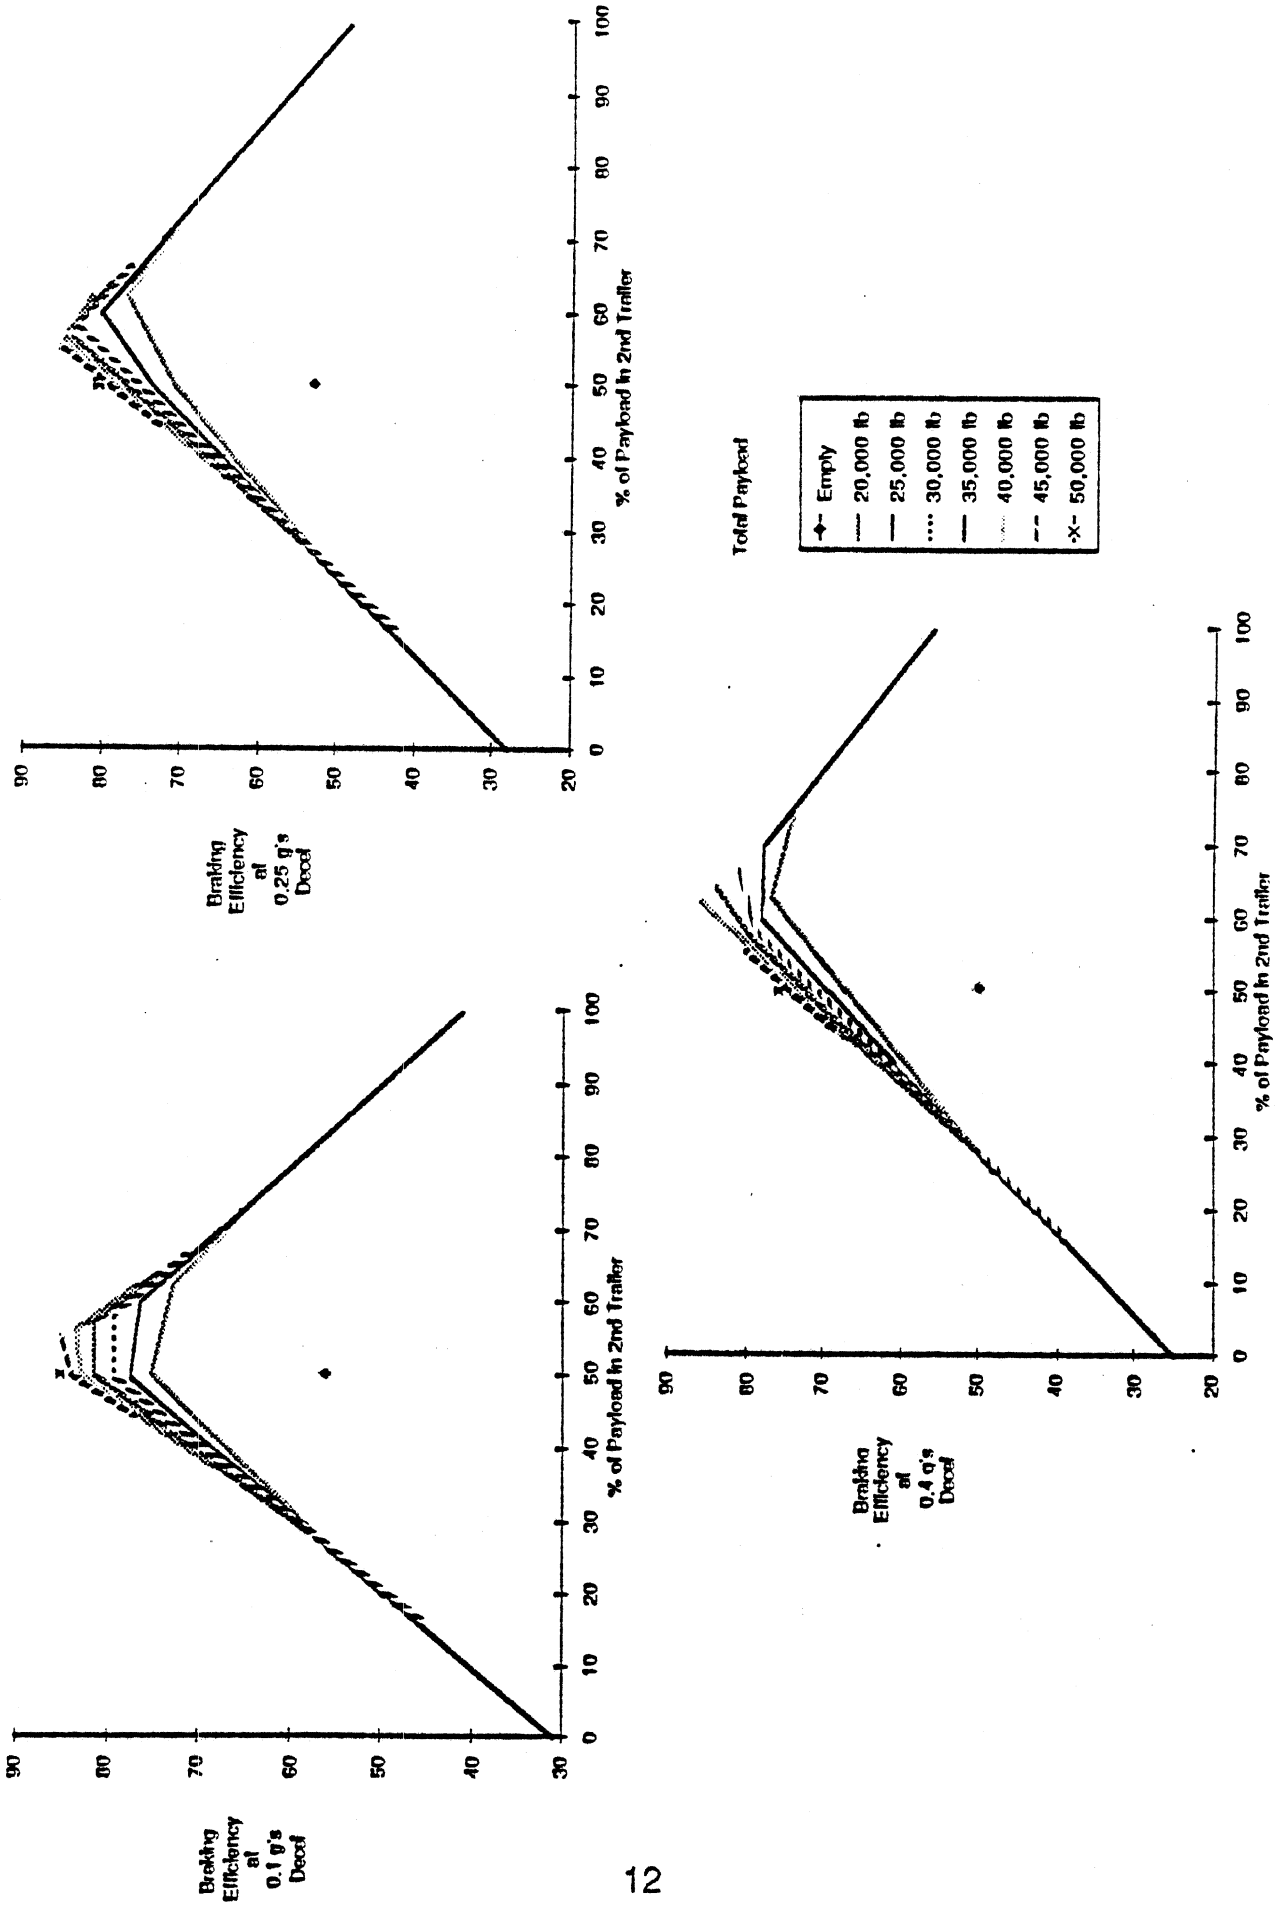 Braking
Efficiency
at
0.1 g's
Decel
90
80
70
60
50
40
30
0
10
20
30
40
50
60
70
80
90
100
% of Payload in 2nd Trailer
Braking
Efficiency
at
0.25 g's
Decel
90
80
70
60
50
40
30
20
0
10
20
30
40
50
60
70
80
90
100
% of Payload in 2nd Trailer
Braking
Efficiency
at
0.4 g's
Decel
90
80
70
60
50
40
30
20
0
10
20
30
40
50
60
70
80
90
100
% of Payload in 2nd Trailer
Total Payload
Empty
20,000 lb
25,000 lb
30,000 lb
35,000 lb
40,000 lb
45,000 lb
-X- 50,000 lb
12